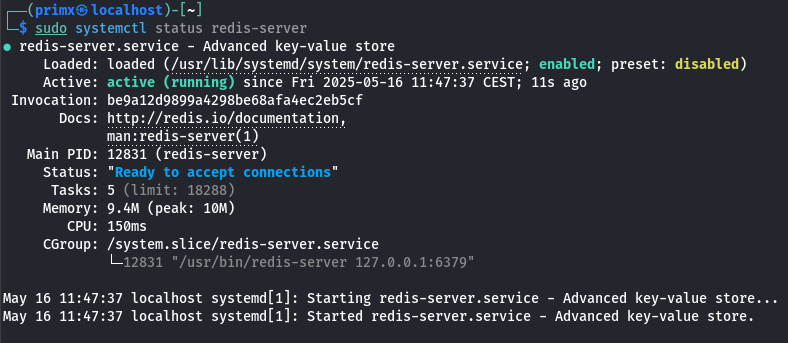 ┌──(primx㉿localhost)-[~]
└─$ sudo systemctl status redis-server
● redis-server.service - Advanced key-value store
     Loaded: loaded (/usr/lib/systemd/system/redis-server.service; enabled; preset: disabled)
     Active: active (running) since Fri 2025-05-16 11:47:37 CEST; 11s ago
 Invocation: be9a12d9899a4298be68afa4ec2eb5cf
       Docs: http://redis.io/documentation,
             man:redis-server(1)
   Main PID: 12831 (redis-server)
     Status: "Ready to accept connections"
      Tasks: 5 (limit: 18288)
     Memory: 9.4M (peak: 10M)
        CPU: 150ms
     CGroup: /system.slice/redis-server.service
             └─12831 "/usr/bin/redis-server 127.0.0.1:6379"

May 16 11:47:37 localhost systemd[1]: Starting redis-server.service - Advanced key-value store...
May 16 11:47:37 localhost systemd[1]: Started redis-server.service - Advanced key-value store.